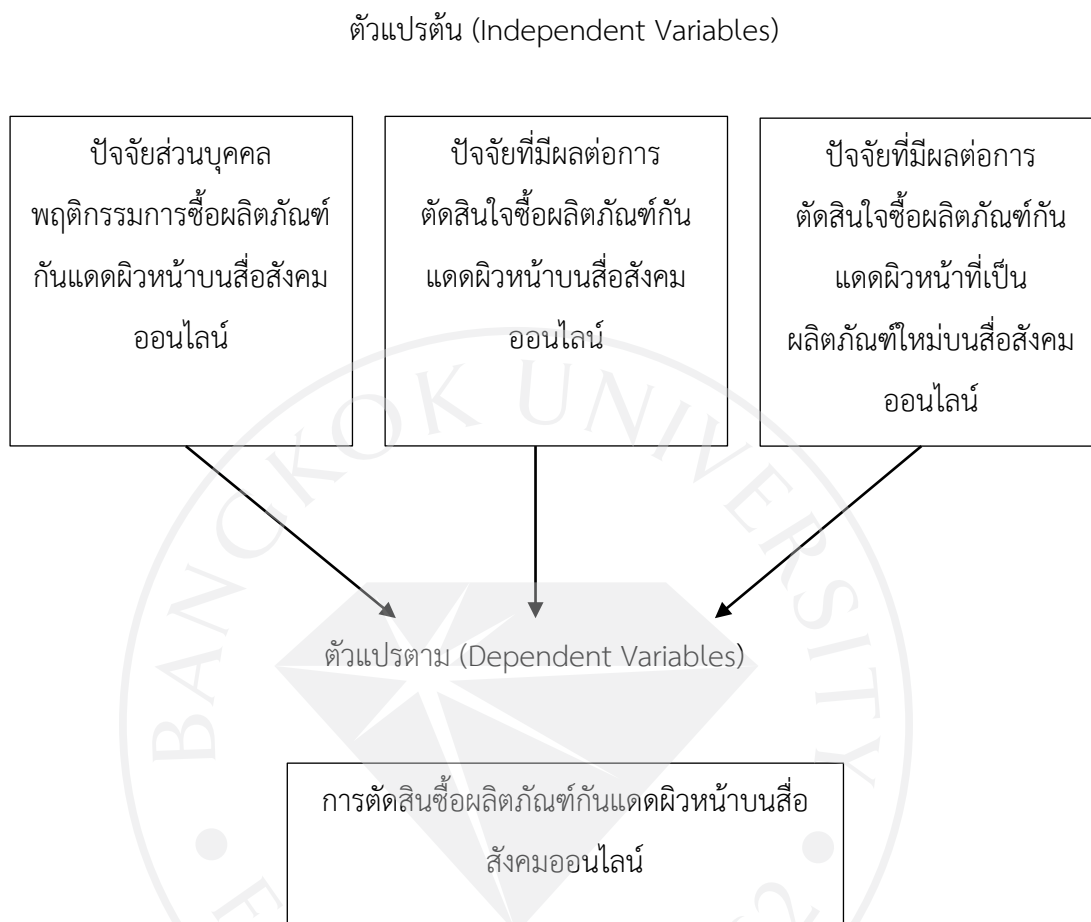 ตัวแปรต้น (Independent Variables)
ปัจจัยส่วนบุคคล
พฤติกรรมการซื้อผลิตภัณฑ์
กันแดดผิวหน้าบนสื่อสังคม
ออนไลน์
ปัจจัยที่มีผลต่อการ
ตัดสินใจซื้อผลิตภัณฑ์กัน
แดดผิวหน้าบนสื่อสังคม
ออนไลน์
ปัจจัยที่มีผลต่อการ
ตัดสินใจซื้อผลิตภัณฑ์กัน
แดดผิวหน้าที่เป็น
ผลิตภัณฑ์ใหม่บนสื่อสังคม
ออนไลน์
BANGKOK UNIVERSITY
ตัวแปรตาม (Dependent Variables)
การตัดสินซื้อผลิตภัณฑ์กันแดดผิวหน้าบนสื่อ
สังคมออนไลน์